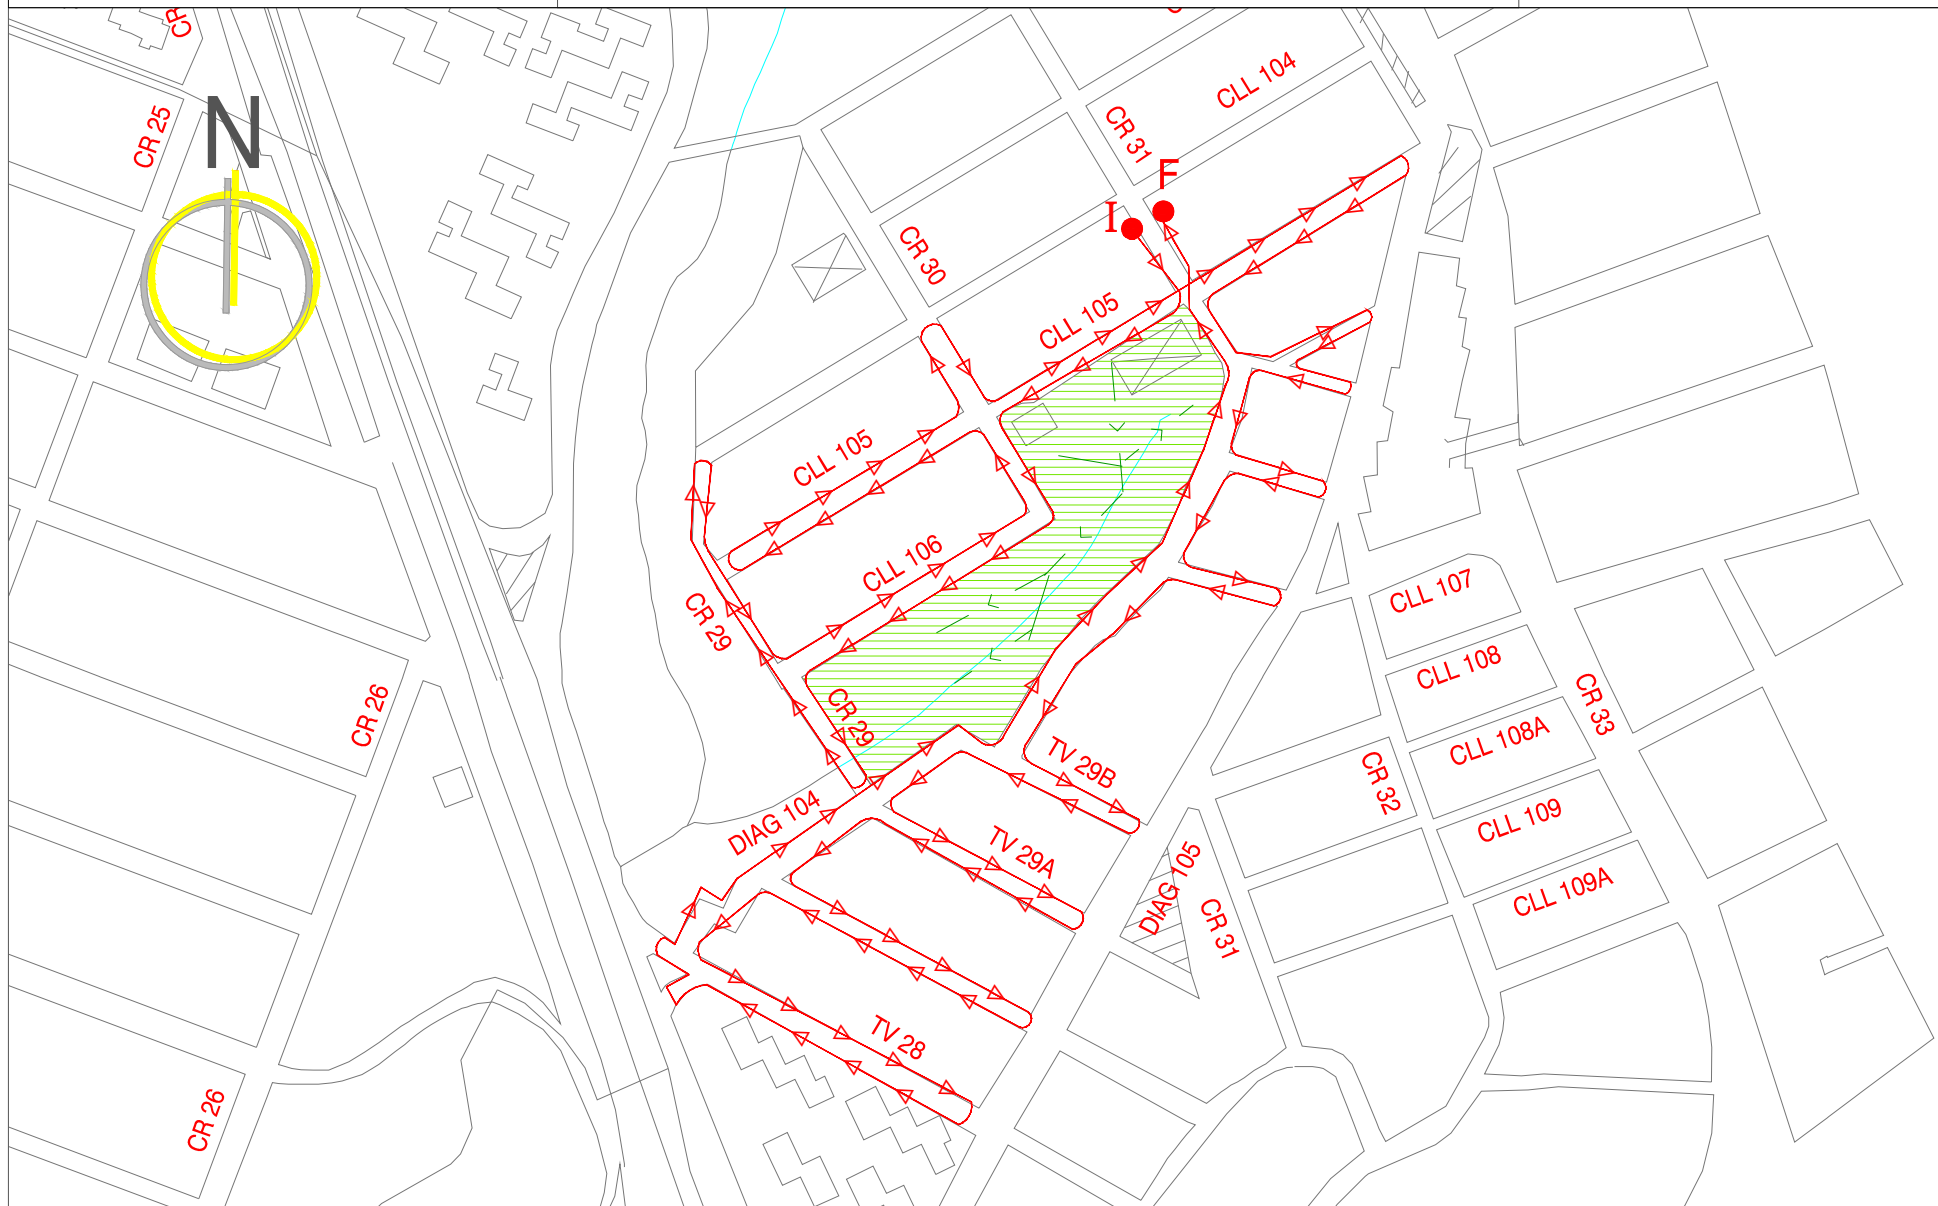 CR
CLL 104
CR 25
N
CR 31
F
I
CR 30
CLL 105
CLL 105
CLL 106
CLL 107
CR 29
CLL 108
CR 33
CR 26
CR 29
CLL 108A
TV 29B
CR 32
DIAG 104
CLL 109
TV 29A
DIAG 105
CLL 109A
CR 31
TV 28
CR 26